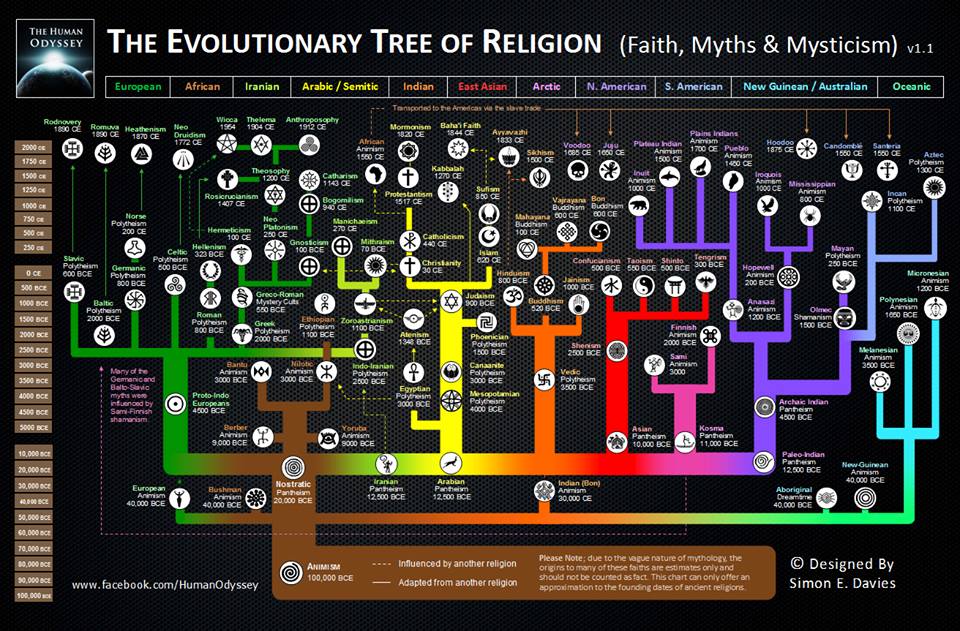 THE HUMAN
ODYSSEY
THE EVOLUTIONARY TREE OF RELIGION (Faith, Myths & Mysticism) v1.1
European African Iranian Arabic / Semitic Indian East Asian Arctic N. American S. American New Guinean / Australian Oceanic
Transported to the Americas via the slave trade
2000 CE
1750 CE
1500 CE
1250 CE
1000 CE
750 CE
500 CE
250 CE
0 CE
500 BCE
1000 BCE
1500 BCE
2000 BCE
2500 BCE
3000 BCE
3500 BCE
4000 BCE
4500 BCE
5000 BCE
10,000 BCE
20,000 BCE
30,000 BCE
40,000 BCE
50,000 BCE
60,000 BCE
70,000 BCE
80,000 BCE
90,000 BCE
100,000 BCE
Rodnovery
1890 CE
Romuva
1890 CE
Heathenism
1870 CE
Neo
Druidism
1772 CE
Wicca
1954
Thelema
1904 CE
Anthroposophy
1912 CE
African
Animism
1550 CE
Mormonism
1820 CE
Baha'i Faith
1844 CE
Ayyavazhi
1833 CE
Sikhism
1500 CE
Voodoo
1685 CE
Juju
Plateau Indian
Animism
1500 CE
Plains Indians
Animism
1700 CE
Pueblo
Animism
1450 CE
Hoodoo
1875 CE
Candomblé
1550 CE
Santeria
Aztec
Polytheism
1300 CE
Theosophy
Rosicrucianism
1407 CE
Catharism
1143 CE
Bogomilism
940 CE
Kabbalah
1270 CE
Protestantism
1517 CE
Sufism
Inuit
Animism
1000 CE
Iroquois
Animism
1000 CE
Mississippian
Animism
800 CE
Incan
Polytheism
1100 CE
Norse
Polytheism
200 CE
Hermeticism
100 CE
Neo
Platonism
250 CE
Manichaeism
270 CE
Catholicism
440 CE
Islam
620 CE
Mahayana
Buddhism
100 CE
Vajrayana
Buddhism
600 CE
Bon
Buddhism
600 CE
Slavic
Polytheism
600 BCE
Germanic
Polytheism
800 BCE
Celtic
Polytheism
500 BCE
Hellenism
323 BCE
Gnosticism
100 BCE
Mithraism
Christianity
30 CE
Hinduism
Jainism
Confucianism
500 BCE
Taoism
550 BCE
Shinto
500 BCE
Tengrism
300 BCE
Hopewell
Animism
200 BCE
Mayan
Polytheism
250 BCE
Micronesian
Animism
1200 BCE
Baltic
Polytheism
2000 BCE
Roman
Polytheism
800 BCE
Greco-Roman
Mystery Cults
550 BCE
Ethiopian
Polytheism
1100 BCE
Zoroastrianism
1100 BCE
Atenism
1348 BCE
Judaism
900 BCE
Buddhism
520 BCE
Anasazi
Animism
1200 BCE
Olmec
Shamanism
1500 BCE
Polynesian
Animism
Greek
Polytheism
2000 BCE
Phoenician
Polytheism
1500 BCE
Shenism
2500 BCE
Finnish
Animism
3000 BCE
Many of the
Germanic and
Balto-Slavic
myths were
influenced by
Sami-Finnish
shamanism.
Bantu
Animism
3000 BCE
Nilotic
Animism
3000 BCE
Indo-Iranian
Polytheism
2500 BCE
Egyptian
Polytheism
3000 BCE
Canaanite
Polytheism
3000 BCE
Mesopotamian
Polytheism
4000 BCE
Vedic
Polytheism
3500 BCE
Sami
Animism
3000
Melanesian
Animism
3500 BCE
Proto-Indo
Europeans
4500 BCE
Archaic Indian
Pantheism
4500 BCE
Berber
Animism
9,000 BCE
Yoruba
Animism
9000 BCE
Asian
Pantheism
10,000 BCE
Kosma
Pantheism
11,000 BCE
Paleo-Indian
Pantheism
12,500 BCE
European
Animism
40,000 BCE
Bushman
Animism
40,000 BCE
Nostratic
Pantheism
20,000 BCE
Iranian
Pantheism
12,500 BCE
Arabian
Pantheism
12,500 BCE
Indian (Bon)
Animism
30,000 CE
Aboriginal
Dreamtime
40,000 BCE
New-Guinean
Animism
40,000 BCE
ANIMISM
100,000 BCE
Influenced by another religion
Adapted from another religion
Please Note; due to the vague nature of mythology, the
origins to many of these faiths are estimates only and
should not be counted as fact. This chart can only offer an
approximation to the founding dates of ancient religions.
www.facebook.com/HumanOdyssey
© Designed By
Simon E. Davies